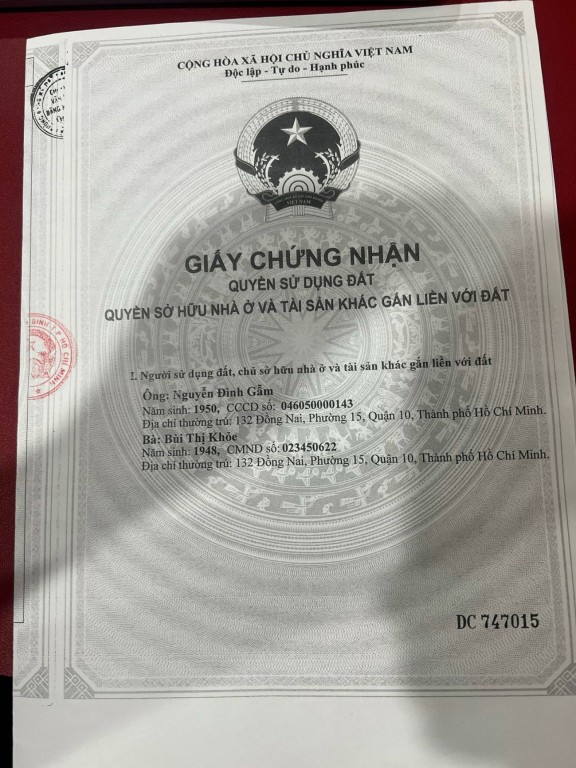 CỘNG HÒA XÃ HỘI CHỦ NGHĨA VIỆT NAM
Độc lập - Tự do - Hạnh phúc
VIỆT NAM
GIẤY CHỨNG NHẬN
QUYỀN SỬ DỤNG ĐẤT
QUYỀN SỞ HỮU NHÀ Ở VÀ TÀI SẢN KHÁC GẮN LIỀN VỚI ĐẤT
I. Người sử dụng đất, chủ sở hữu nhà ở và tài sản khác gắn liền với đất
Ông: Nguyễn Đình Gẫm
Năm sinh: 1950, CCCD số: 046050000143
Địa chỉ thường trú: 132 Đồng Nai, Phường 15, Quận 10, Thành phố Hồ Chí Minh.
Bà: Bùi Thị Khõe
Năm sinh: 1948, CMND số: 023450622
Địa chỉ thường trú: 132 Đồng Nai, Phường 15, Quận 10, Thành phố Hồ Chí Minh.
DC 747015